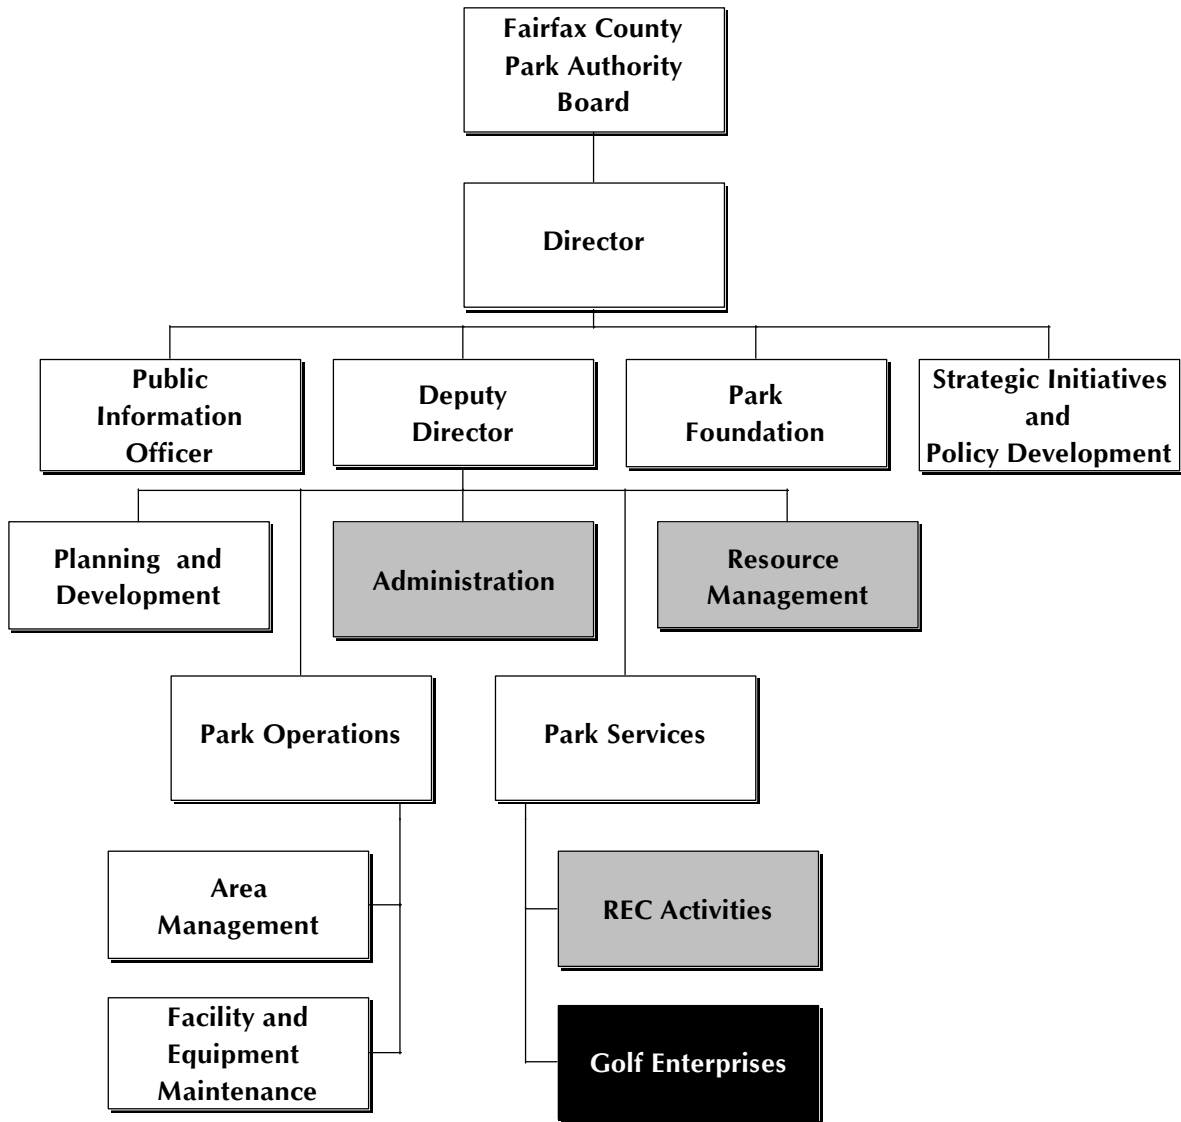 Fairfax County
Park Authority
Board
Director
Public
Information
Officer
Deputy
Director
Park
Foundation
Strategic Initiatives
and
Policy Development
Planning and
Development
Administration
Resource
Management
Park Operations
Park Services
Area
Management
REC Activities
Facility and
Equipment
Maintenance
Golf Enterprises